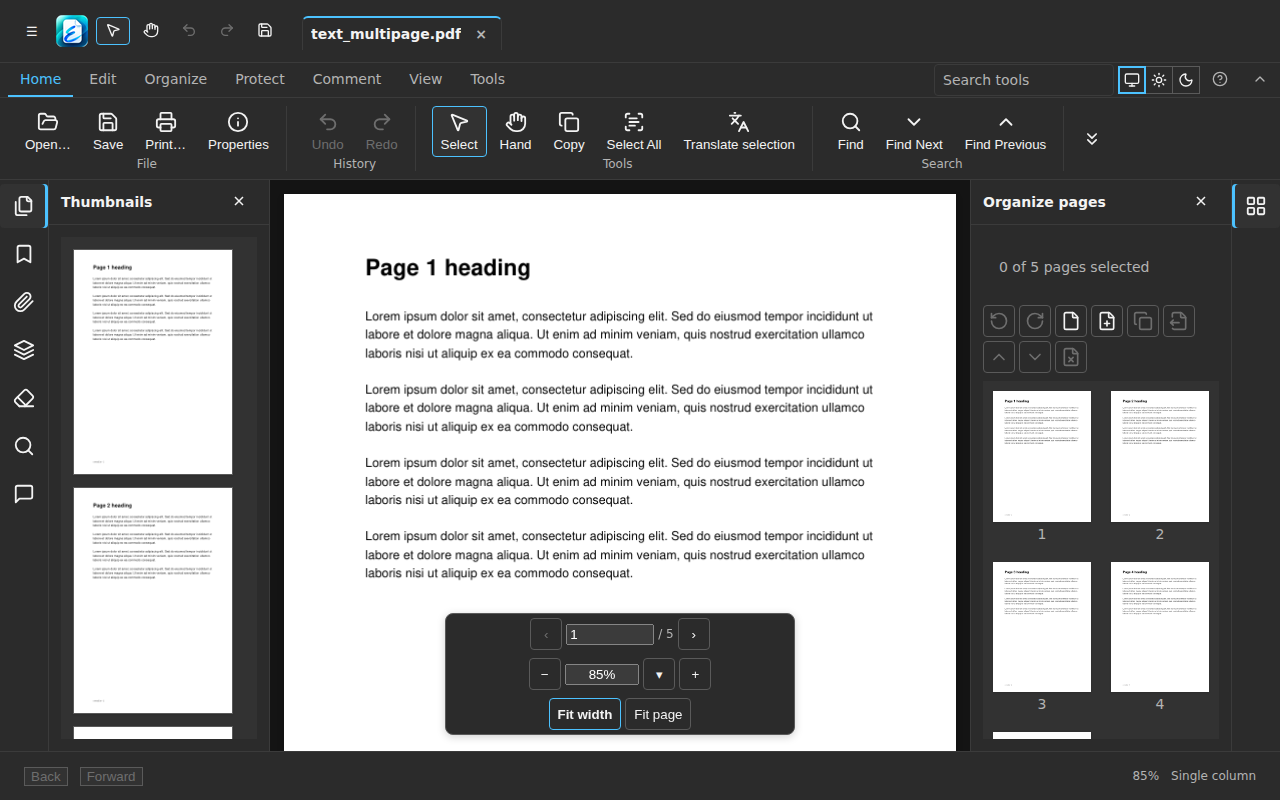 text_multipage.pdf
Home Edit Organize Protect Comment View Tools Search tools
Open... Save Print... Properties Undo Redo Select Hand Copy Select All Translate selection Find Find Next Find Previous
File History Tools Search
Thumbnails
Page 1 heading
Page 2 heading
Page 1 heading
Lorem ipsum dolor sit amet, consectetur adipiscing elit. Sed do eiusmod tempor incididunt ut
labore et dolore magna aliqua. Ut enim ad minim veniam, quis nostrud exercitation ullamco
laboris nisi ut aliquip ex ea commodo consequat.
Lorem ipsum dolor sit amet, consectetur adipiscing elit. Sed do eiusmod tempor incididunt ut
labore et dolore magna aliqua. Ut enim ad minim veniam, quis nostrud exercitation ullamco
laboris nisi ut aliquip ex ea commodo consequat.
Lorem ipsum dolor sit amet, consectetur adipiscing elit. Sed do eiusmod tempor incididunt ut
labore et dolore magna aliqua. Ut enim ad minim veniam, quis nostrud exercitation ullamco
laboris nisi ut aliquip ex ea commodo consequat.
Lorem ipsum dolor sit amet, consectetur adipiscing elit. Sed do eiusmod tempor incididunt ut
labore et dolore magna aliqua. Ut enim ad minim veniam, quis nostrud exercitation ullamco
laboris nisi ut aliquip ex ea commodo consequat.
1 / 5
85%
Fit width Fit page
Organize pages
0 of 5 pages selected
1 2
3 4
Back Forward 85% Single column